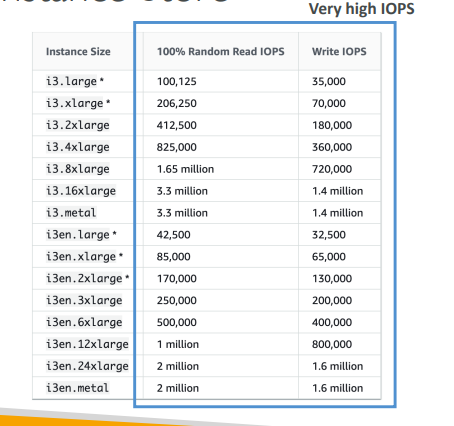 Very high IOPS
Instance Size 100% Random Read IOPS Write IOPS
i3.large * 100,125 35,000
i3.xlarge * 206,250 70,000
i3.2xlarge 412,500 180,000
i3.4xlarge 825,000 360,000
i3.8xlarge 1.65 million 720,000
i3.16xlarge 3.3 million 1.4 million
i3.metal 3.3 million 1.4 million
i3en.large * 42,500 32,500
i3en.xlarge * 85,000 65,000
i3en.2xlarge * 170,000 130,000
i3en.3xlarge 250,000 200,000
i3en.6xlarge 500,000 400,000
i3en.12xlarge 1 million 800,000
i3en.24xlarge 2 million 1.6 million
i3en.metal 2 million 1.6 million